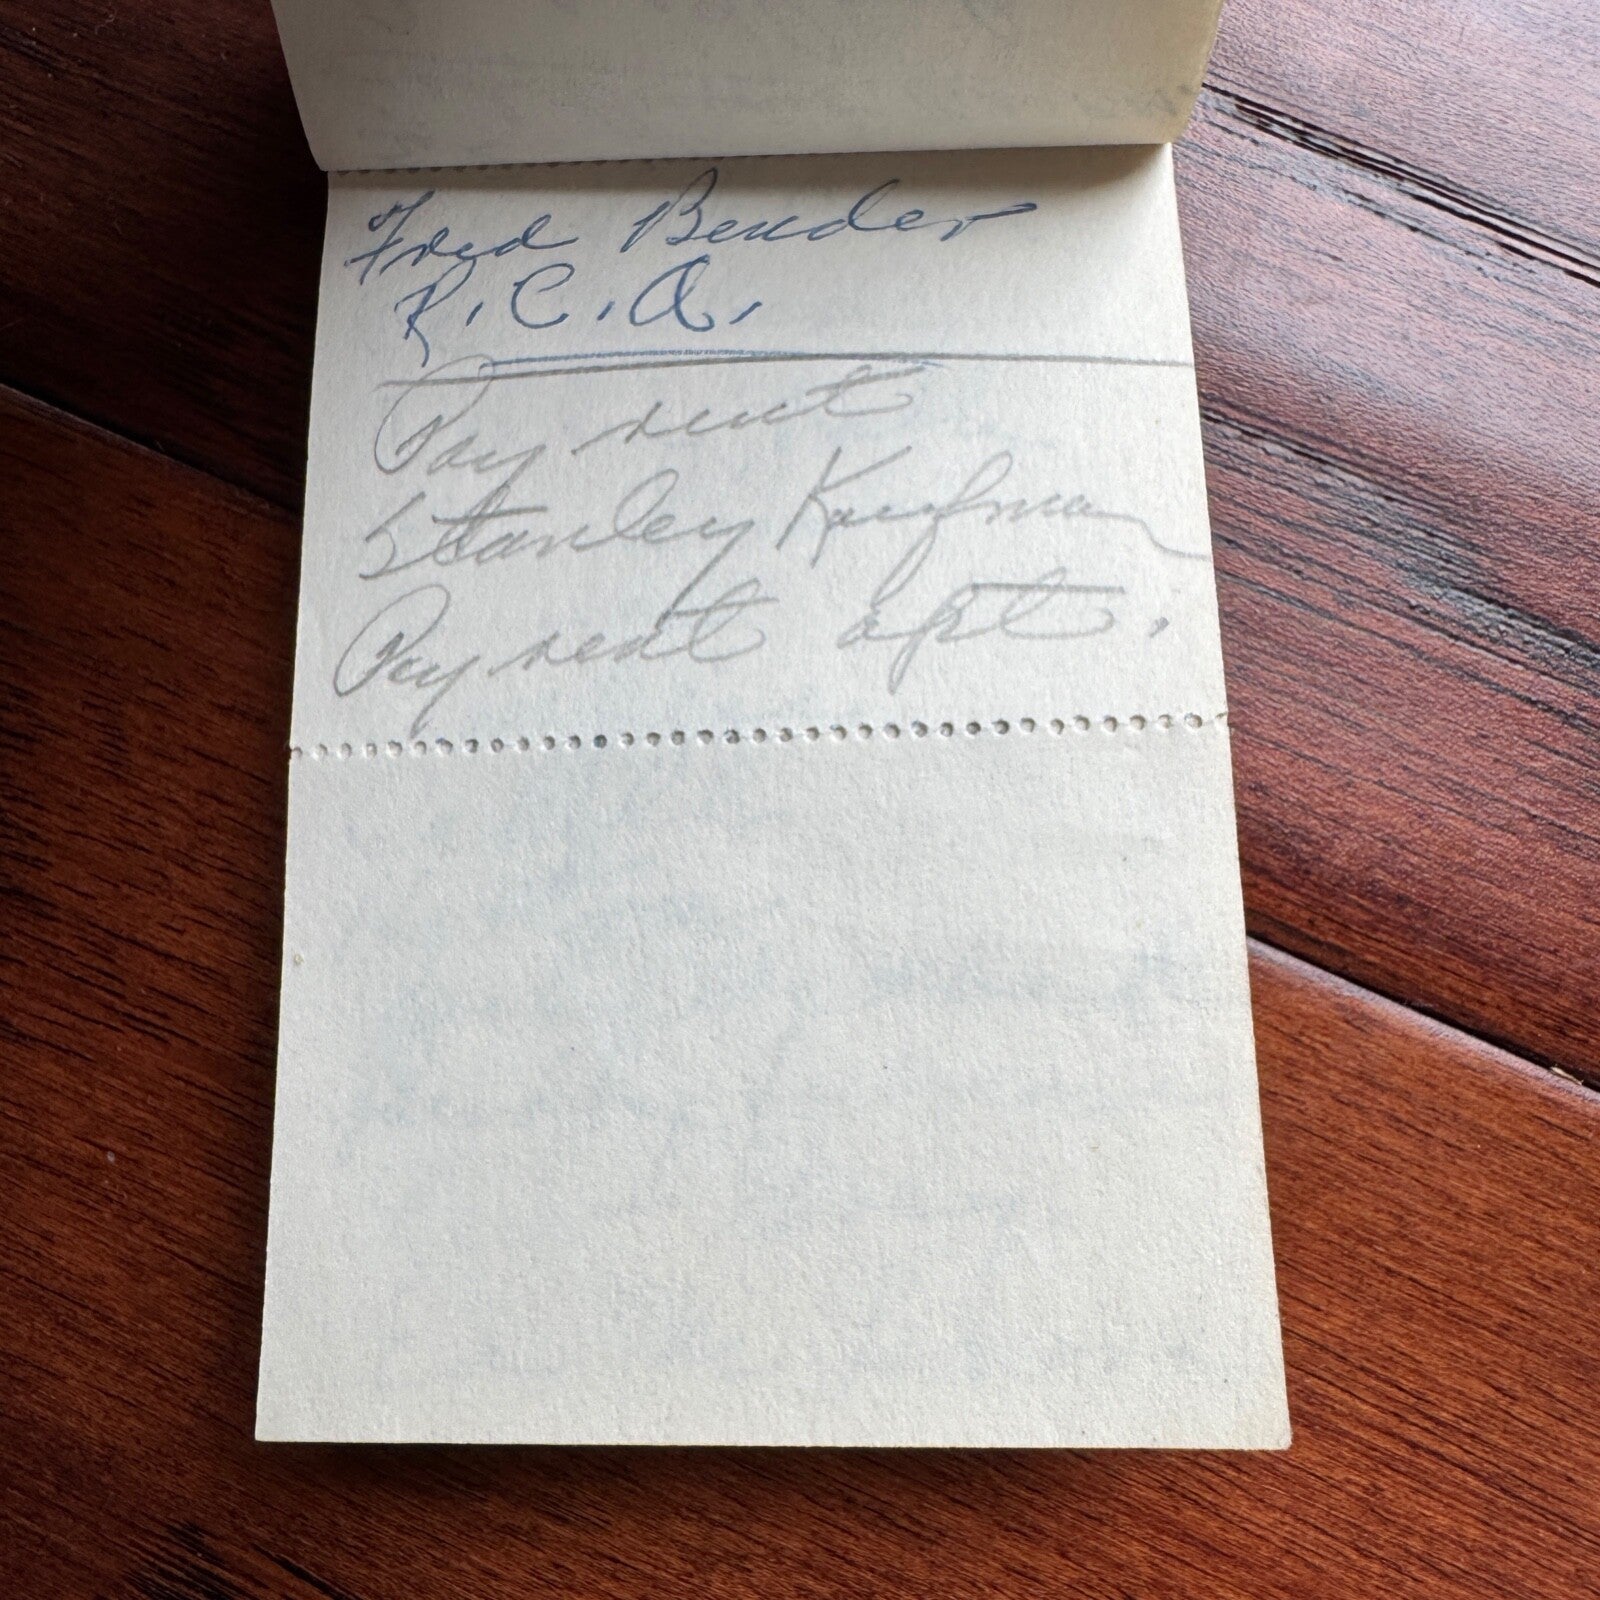 Fred Bender
R.C.A.
Pay rent
Stanley Kaufman
Pay rent apt.